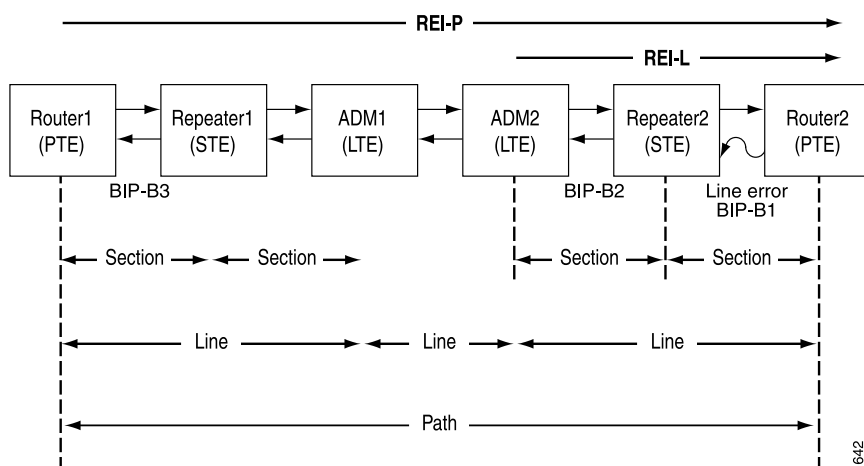 REI-P
REI-L
Router1
(PTE)
Repeater1
(STE)
ADM1
(LTE)
ADM2
(LTE)
Repeater2
(STE)
Router2
(PTE)
BIP-B3
BIP-B2
Line error
BIP-B1
Section
Section
Section
Section
Line
Line
Line
Path
642